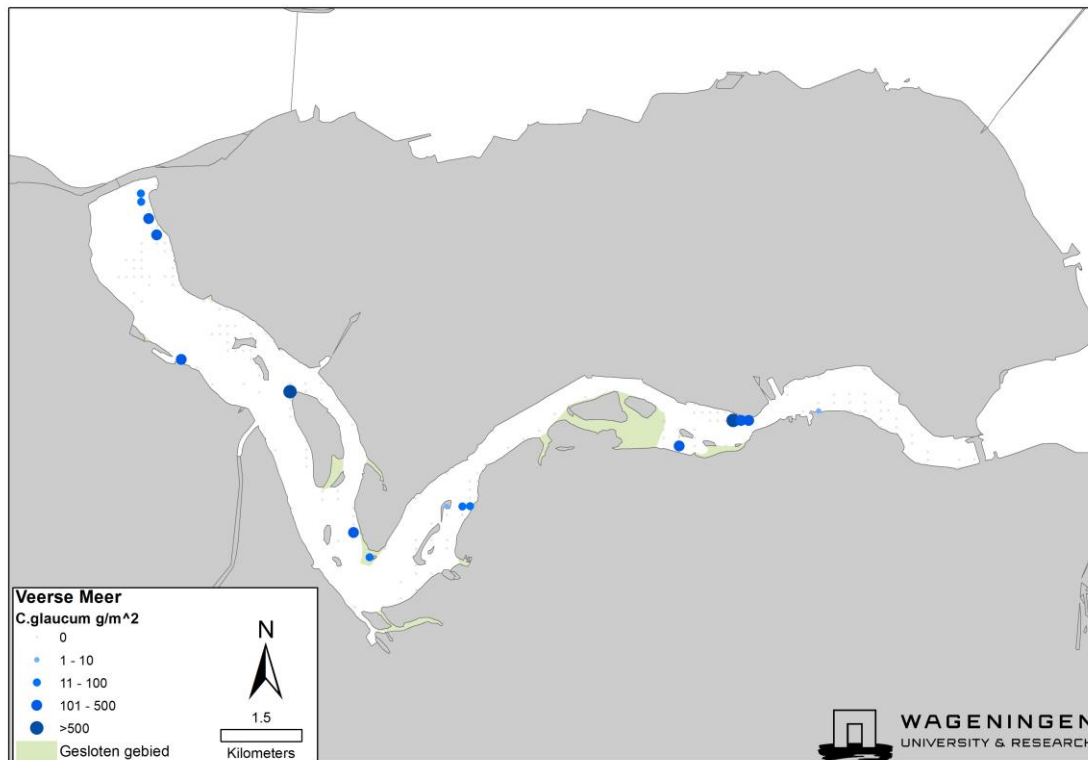 Veerse Meer
C.glaucum g/m^2
0
1 - 10
11 - 100
101 - 500
>500
Gesloten gebied
N
1.5
Kilometers
WAGENINGEN
UNIVERSITY & RESEARCH